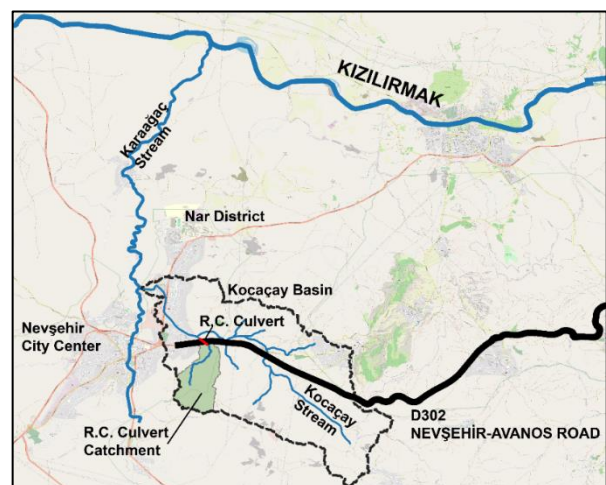 KIZILIRMAK
Karaağaç
Stream
Nar District
Kocaçay Basin
R.C. Culvert
Nevşehir
City Center
Kocaçay
Stream
D302
NEVŞEHİR-AVANOS ROAD
R.C. Culvert
Catchment